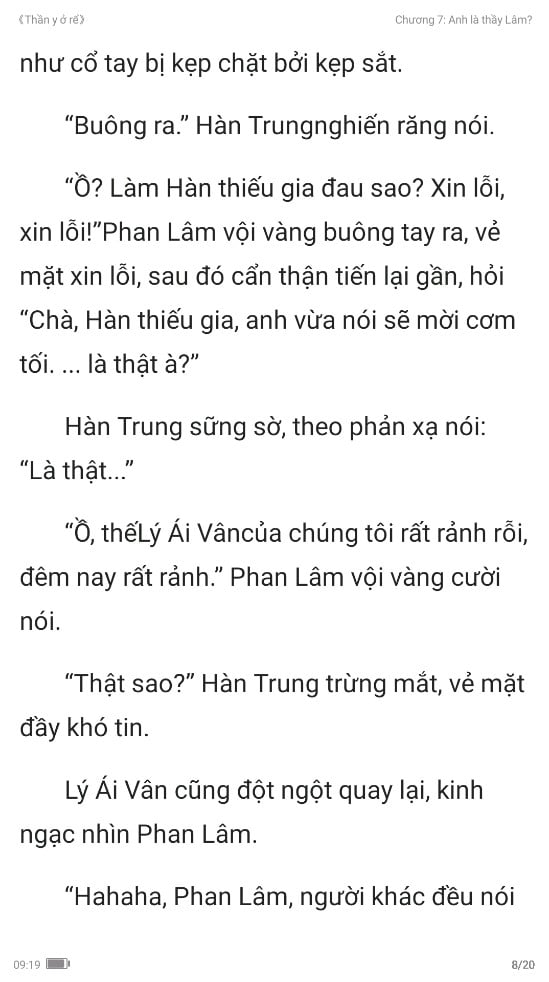 《Thần y ở rể》
Chương 7: Anh là thầy Lâm?
như cổ tay bị kẹp chặt bởi kẹp sắt.
“Buông ra.” Hàn Trungnghiến răng nói.
“Ồ? Làm Hàn thiếu gia đau sao? Xin lỗi,
xin lỗi!”Phan Lâm vội vàng buông tay ra, vẻ
mặt xin lỗi, sau đó cẩn thận tiến lại gần, hỏi
“Chà, Hàn thiếu gia, anh vừa nói sẽ mời cơm
tối. ... là thật à?”
Hàn Trung sững sờ, theo phản xạ nói:
“Là thật...”
“Ồ, thếLý Ái Vâncủa chúng tôi rất rảnh rỗi,
đêm nay rất rảnh.” Phan Lâm vội vàng cười
nói.
“Thật sao?” Hàn Trung trừng mắt, vẻ mặt
đầy khó tin.
Lý Ái Vân cũng đột ngột quay lại, kinh
ngạc nhìn Phan Lâm.
“Hahaha, Phan Lâm, người khác đều nói
09:19
8/20